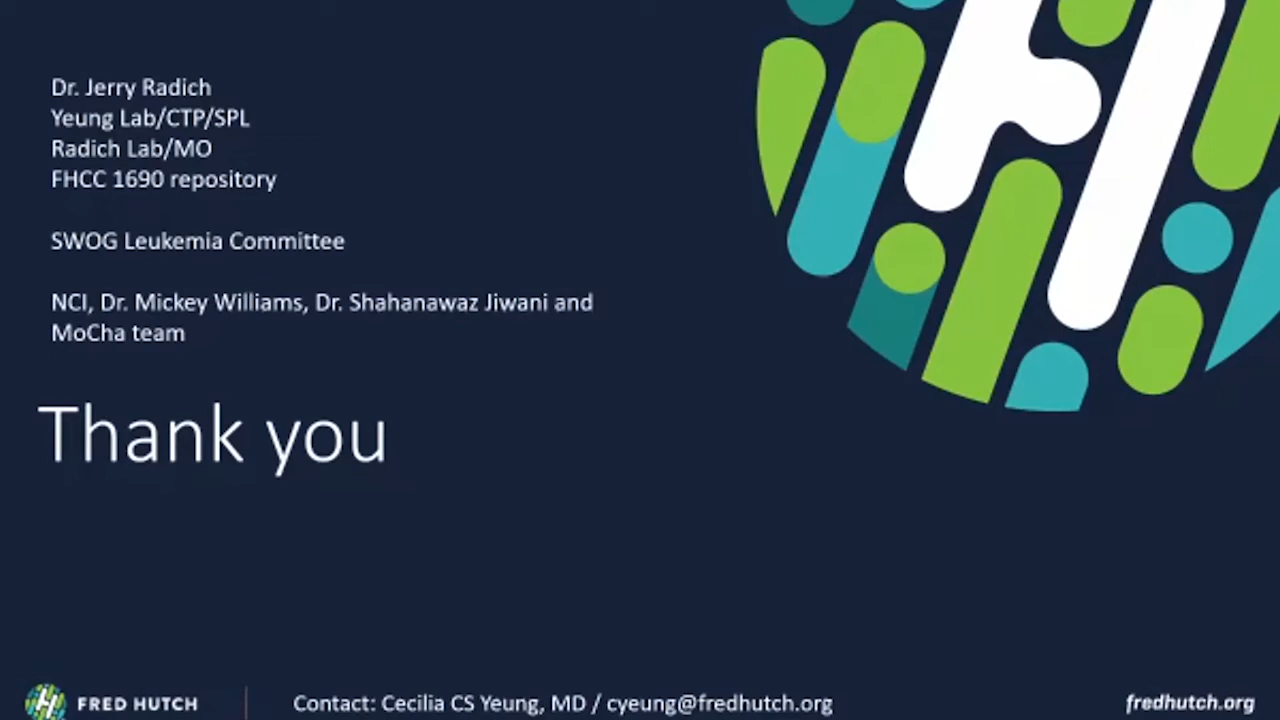 Dr. Jerry Radich
Yeung Lab/CTP/SPL
Radich Lab/MO
FHCC 1690 repository
SWOG Leukemia Committee
NCI, Dr. Mickey Williams, Dr. Shahanawaz Jiwani and
MoCha team
Thank you
FRED HUTCH
Contact: Cecilia CS Yeung, MD / cyeung@fredhutch.org
fredhutch.org